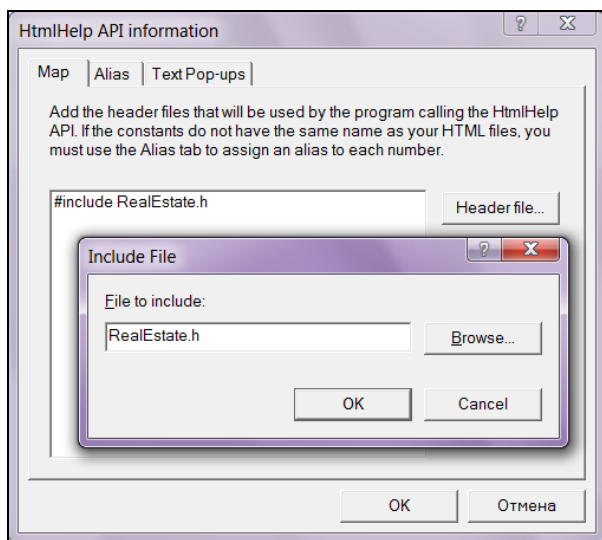 HtmlHelp API information
Map
Alias
Text Pop-ups
Add the header files that will be used by the program calling the HtmlHelp
API. If the constants do not have the same name as your HTML files, you
must use the Alias tab to assign an alias to each number.
#include RealEstate.h
Header file...
Include File
File to include:
RealEstate.h
Browse...
OK
Cancel
OK
Отмена